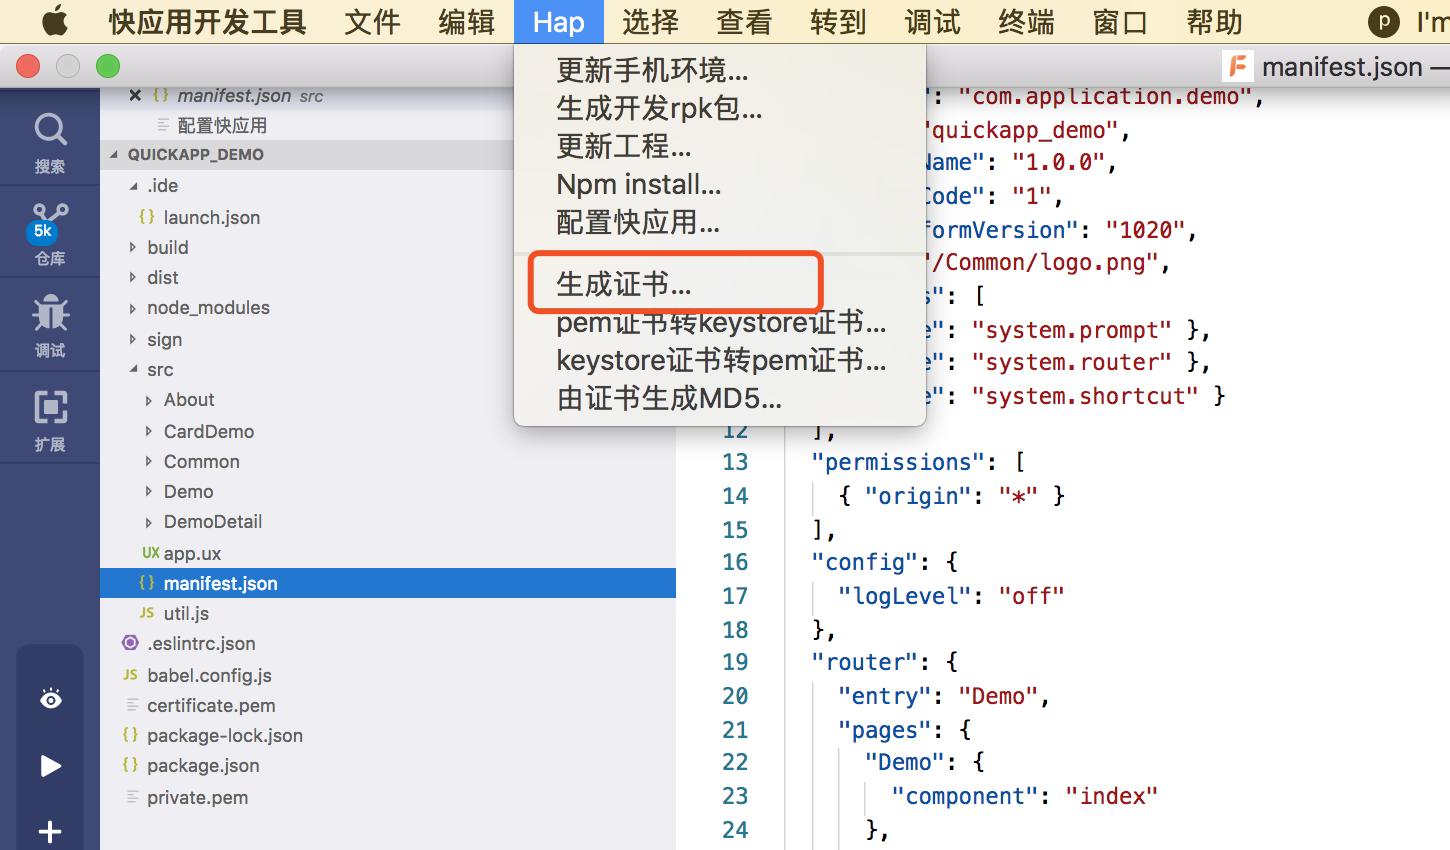 快应用开发工具 文件 编辑 Hap 选择 查看 转到 调试 终端 窗口 帮助 p I'm
manifest.json —
更新手机环境...
生成开发rpk包...
更新工程...
Npm install...
配置快应用...
生成证书...
pem证书转keystore证书...
keystore证书转pem证书...
由证书生成MD5...
搜索
5k
仓库
调试
扩展
× {} manifest.json src
配置快应用
QUICKAPP_DEMO
.ide
{} launch.json
build
dist
node_modules
sign
src
About
CardDemo
Common
Demo
DemoDetail
UX app.ux
{} manifest.json
JS util.js
.eslintrc.json
JS babel.config.js
certificate.pem
{} package-lock.json
{} package.json
private.pem
": "com.application.demo",
"quickapp_demo",
Name": "1.0.0",
Code": "1",
formVersion": "1020",
"/Common/logo.png",
s": [
e": "system.prompt" },
e": "system.router" },
e": "system.shortcut" }
12 ],
13 "permissions": [
14 { "origin": "*" }
15 ],
16 "config": {
17 "logLevel": "off"
18 },
19 "router": {
20 "entry": "Demo",
21 "pages": {
22 "Demo": {
23 "component": "index"
24 },